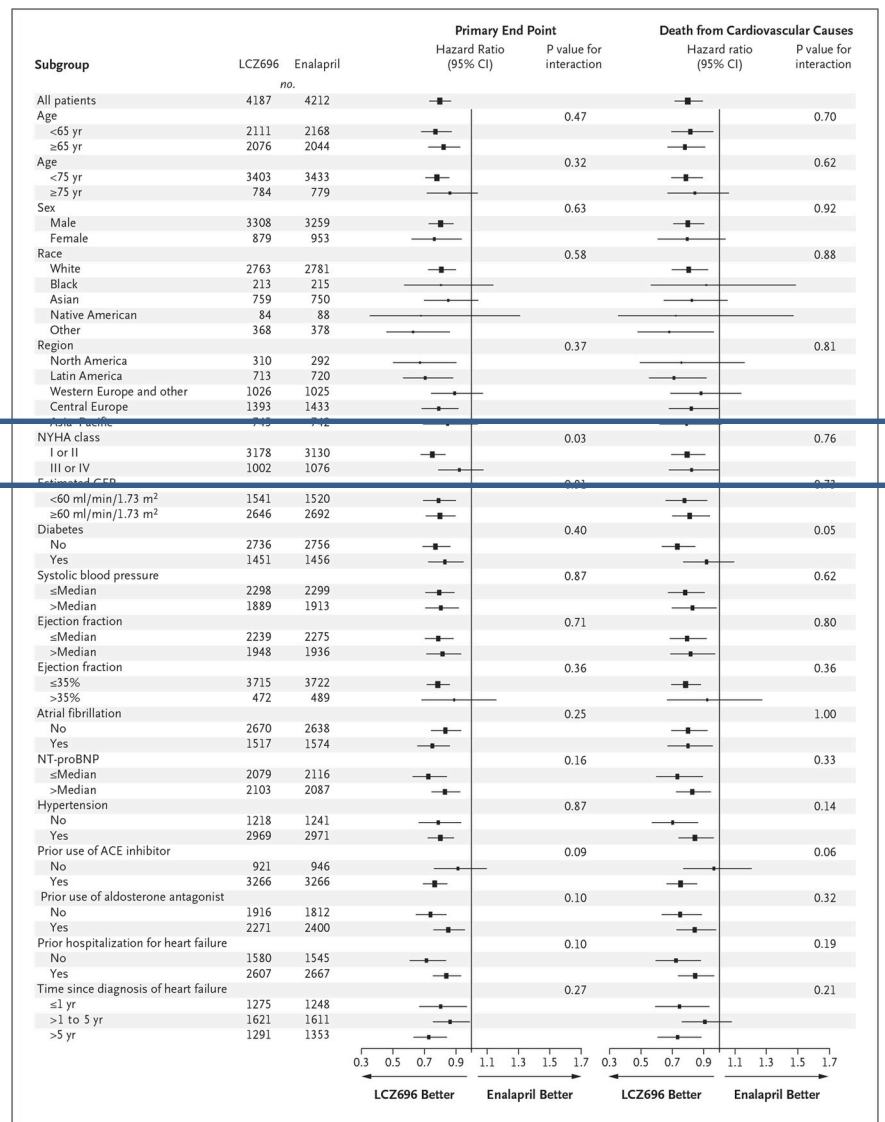 Primary End Point Death from Cardiovascular Causes
Subgroup LCZ696 Enalapril Hazard Ratio (95% CI) P value for interaction Hazard ratio (95% CI) P value for interaction
no.
All patients 4187 4212
Age 0.47 0.70
<65 yr 2111 2168
≥65 yr 2076 2044
Age 0.32 0.62
<75 yr 3403 3433
≥75 yr 784 779
Sex 0.63 0.92
Male 3308 3259
Female 879 953
Race 0.58 0.88
White 2763 2781
Black 213 215
Asian 759 750
Native American 84 88
Other 368 378
Region 0.37 0.81
North America 310 292
Latin America 713 720
Western Europe and other 1026 1025
Central Europe 1393 1433
NYHA class 0.03 0.76
I or II 3178 3130
III or IV 1002 1076
<60 ml/min/1.73 m² 1541 1520
≥60 ml/min/1.73 m² 2646 2692
Diabetes 0.40 0.05
No 2736 2756
Yes 1451 1456
Systolic blood pressure 0.87 0.62
≤Median 2298 2299
>Median 1889 1913
Ejection fraction 0.71 0.80
≤Median 2239 2275
>Median 1948 1936
Ejection fraction 0.36 0.36
≤35% 3715 3722
>35% 472 489
Atrial fibrillation 0.25 1.00
No 2670 2638
Yes 1517 1574
NT-proBNP 0.16 0.33
≤Median 2079 2116
>Median 2103 2087
Hypertension 0.87 0.14
No 1218 1241
Yes 2969 2971
Prior use of ACE inhibitor 0.09 0.06
No 921 946
Yes 3266 3266
Prior use of aldosterone antagonist 0.10 0.32
No 1916 1812
Yes 2271 2400
Prior hospitalization for heart failure 0.10 0.19
No 1580 1545
Yes 2607 2667
Time since diagnosis of heart failure 0.27 0.21
≤1 yr 1275 1248
>1 to 5 yr 1621 1611
>5 yr 1291 1353
0.3 0.5 0.7 0.9 1.1 1.3 1.5 1.7 0.3 0.5 0.7 0.9 1.1 1.3 1.5 1.7
LCZ696 Better Enalapril Better LCZ696 Better Enalapril Better